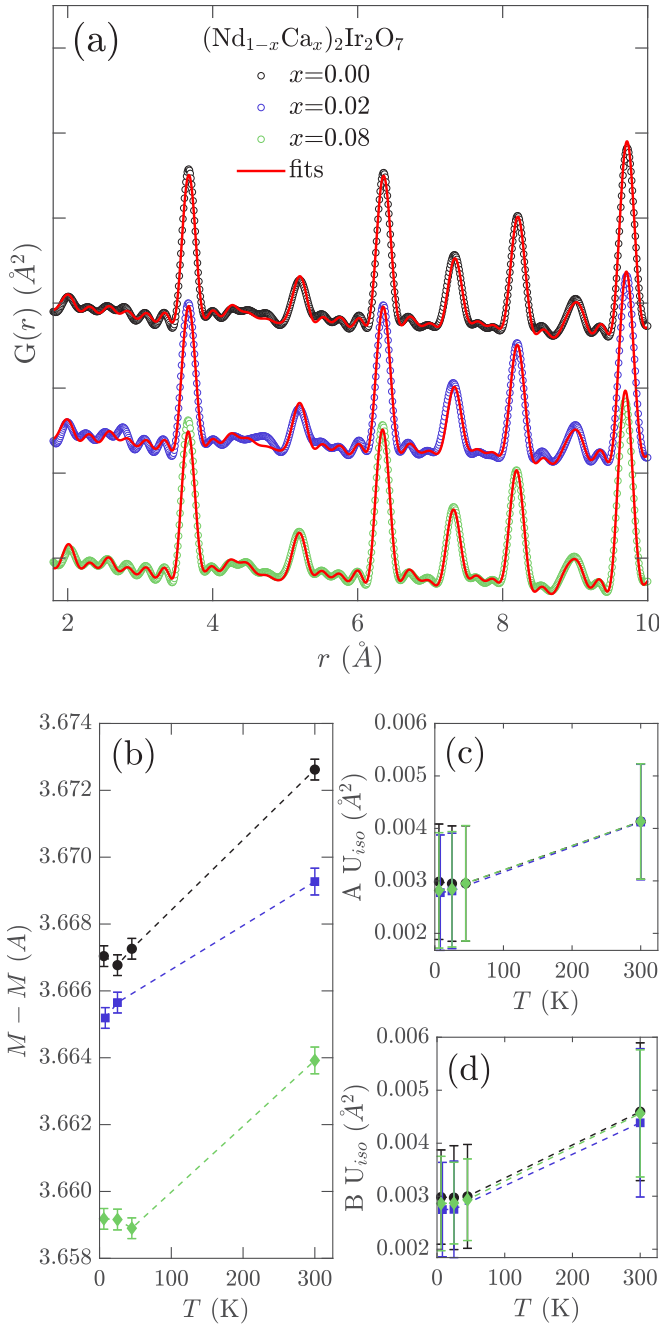 (a)
(Nd₁₋ₓCaₓ)₂Ir₂O₇
x=0.00
x=0.02
x=0.08
fits
G(r) (Å²)
2 4 6 8 10
r (Å)
(b)
3.674
3.672
3.670
3.668
3.666
3.664
3.662
3.660
3.658
M − M (A)
0 100 200 300
T (K)
(c)
0.006
0.005
0.004
0.003
0.002
A U_iso (Å²)
0 100 200 300
T (K)
(d)
0.006
0.005
0.004
0.003
0.002
B U_iso (Å²)
0 100 200 300
T (K)